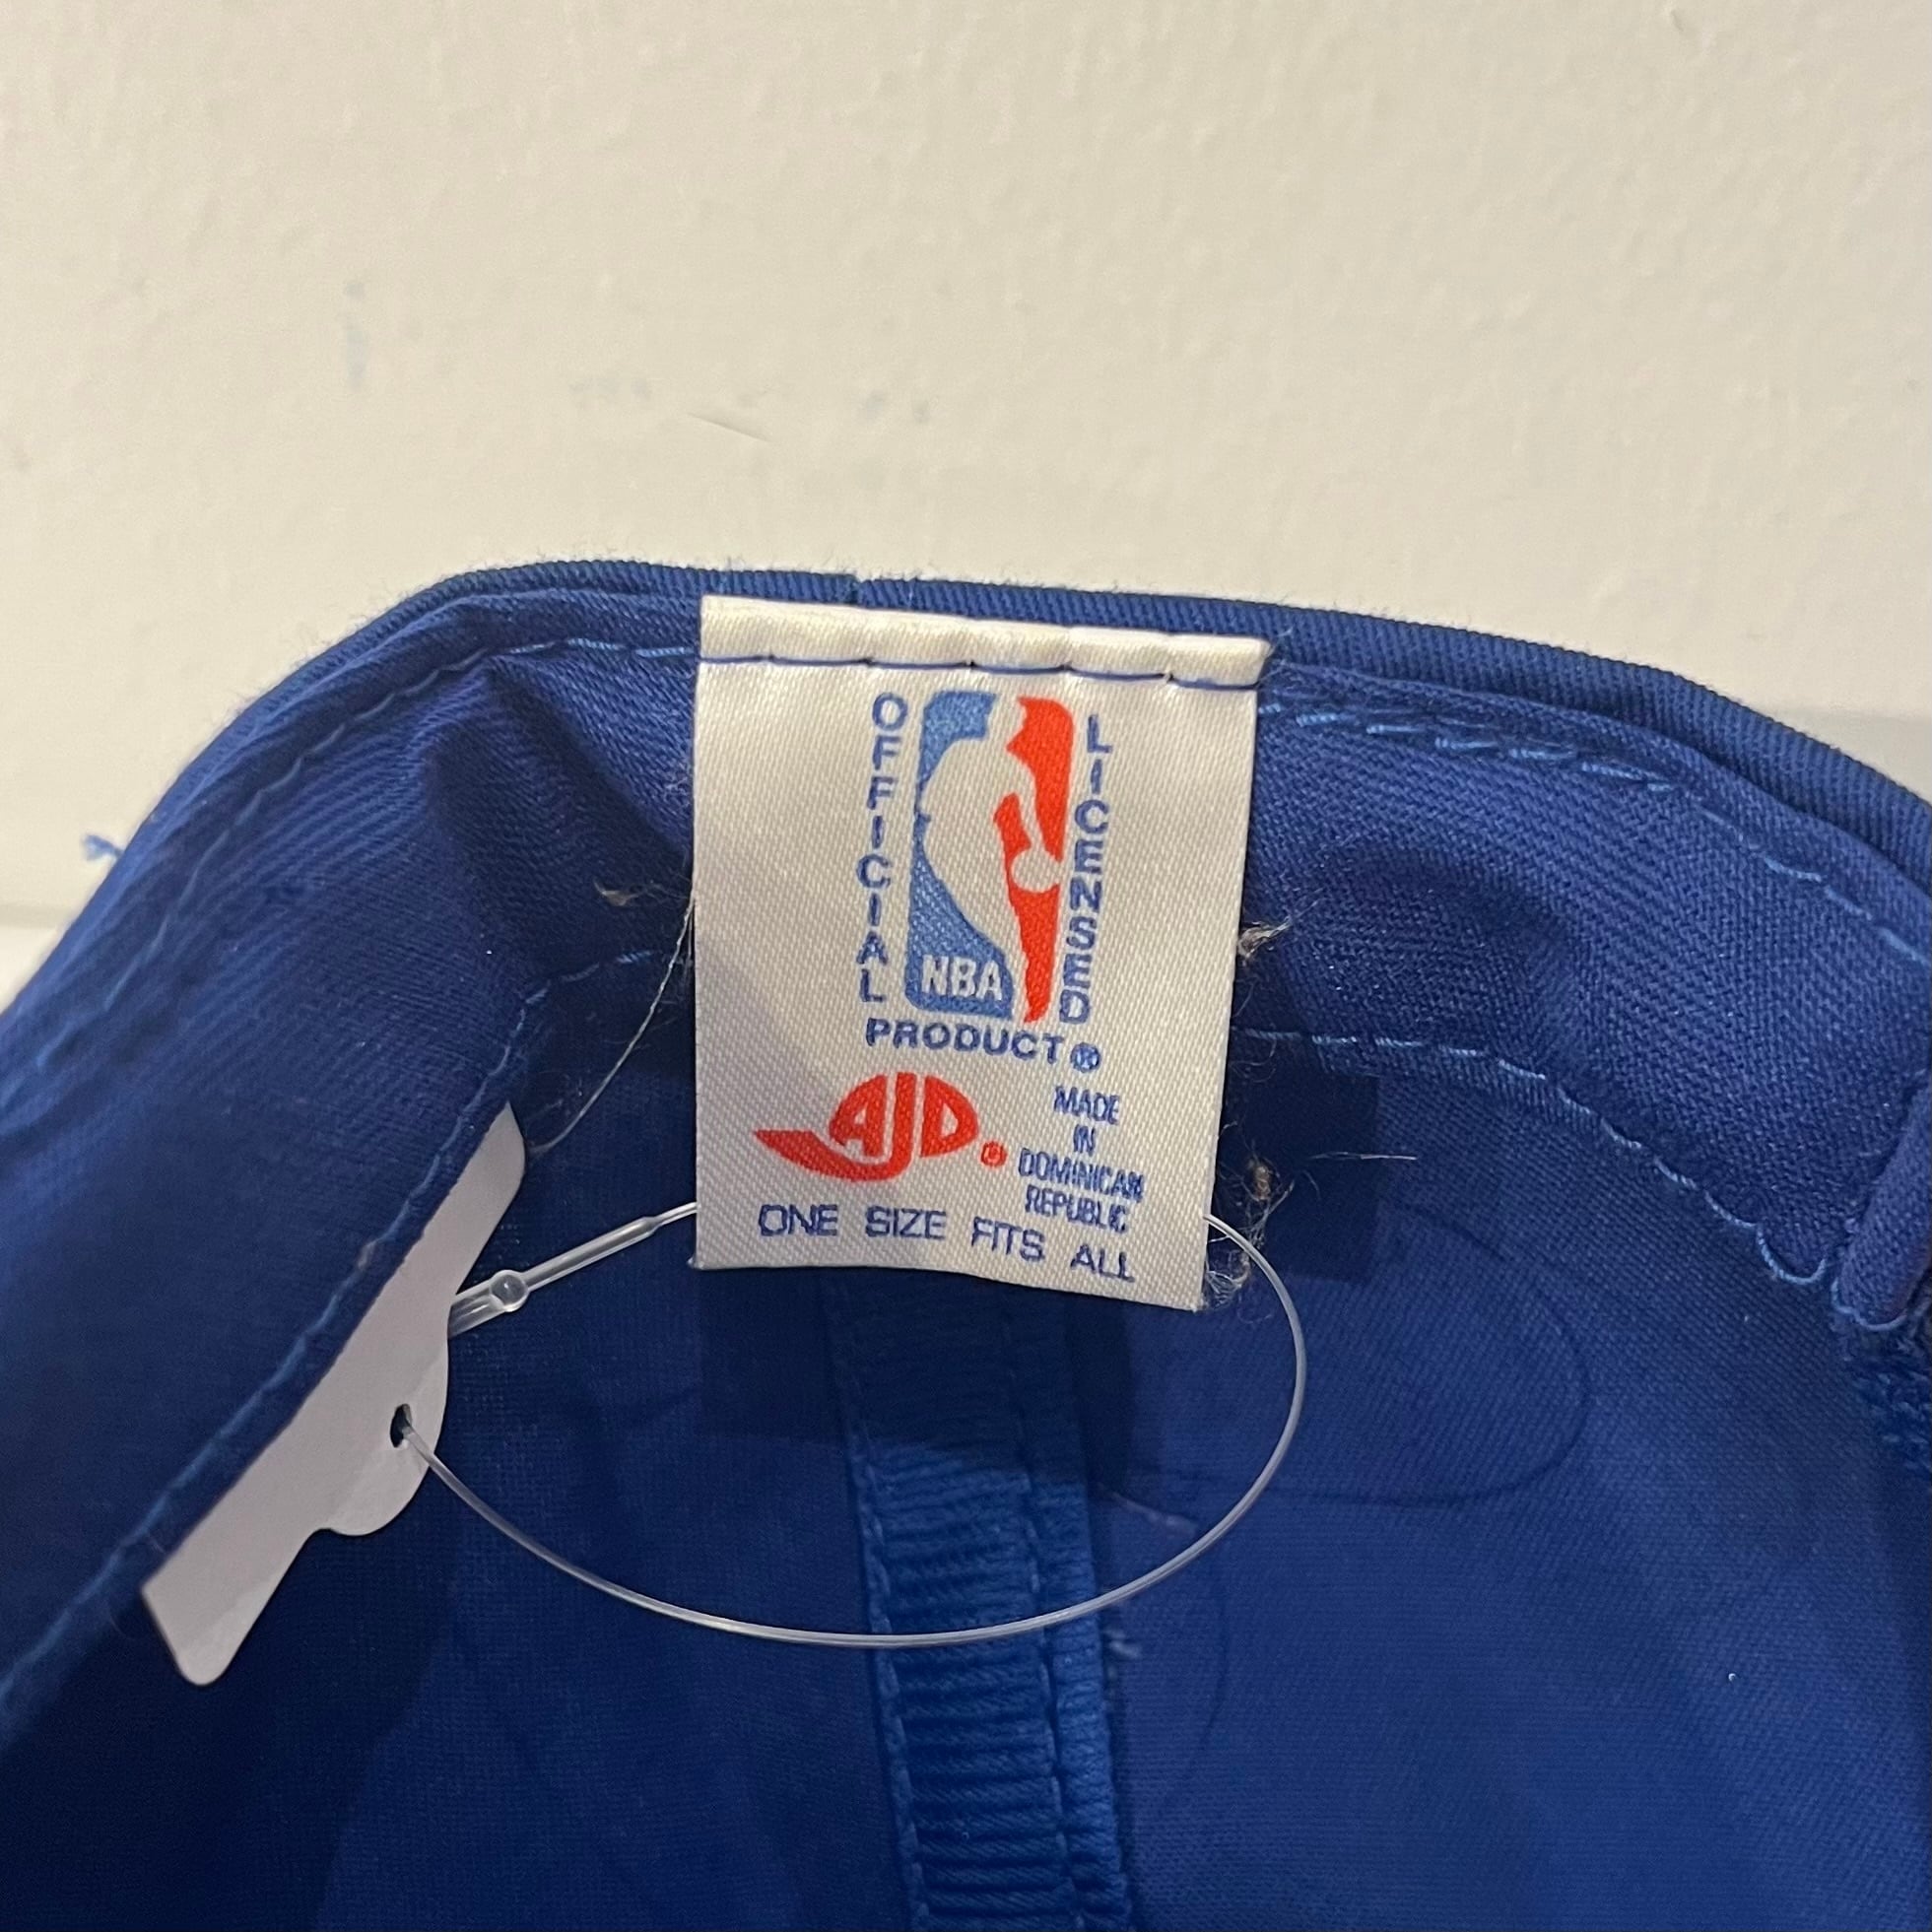 OFFICIAL
NBA
LICENSED
PRODUCT®
AJD®
MADE
IN
DOMINICAN
REPUBLIC
ONE SIZE FITS ALL